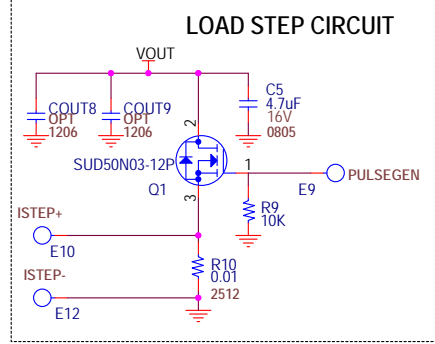 LOAD STEP CIRCUIT
VOUT
COUT8
OPT
1206
COUT9
OPT
1206
C5
4.7uF
16V
0805
2
SUD50N03-12P
Q1
1
3
E9
PULSEGEN
R9
10K
ISTEP+
E10
ISTEP-
E12
R10
0.01
2512